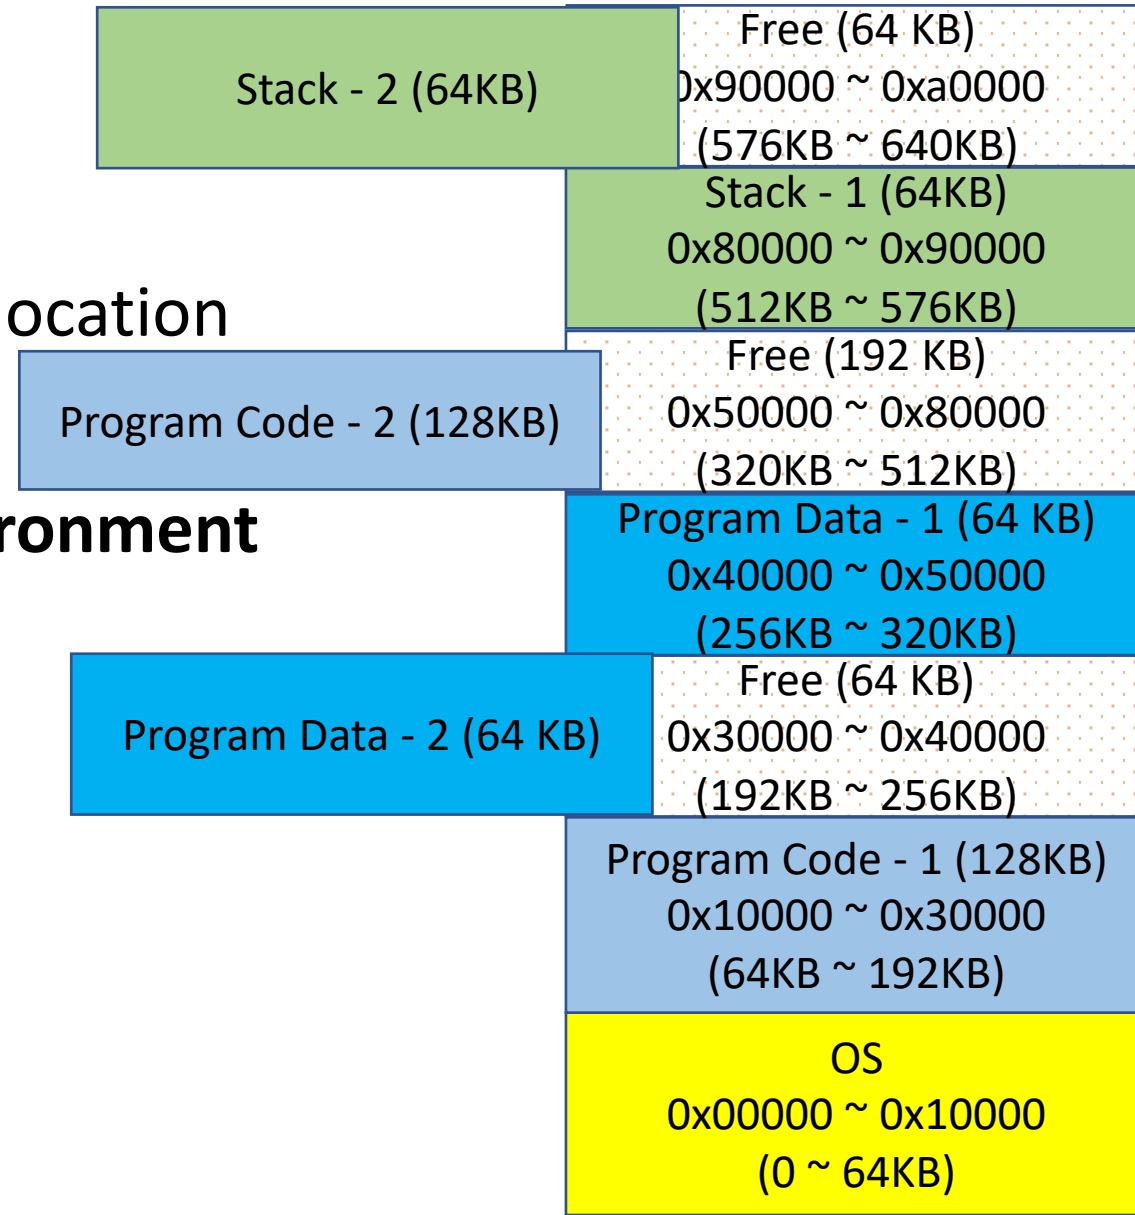 Free (64 KB)
Stack - 2 (64KB)
0x90000 ~ 0xa0000
(576KB ~ 640KB)
Stack - 1 (64KB)
0x80000 ~ 0x90000
(512KB ~ 576KB)
ocation
Free (192 KB)
Program Code - 2 (128KB)
0x50000 ~ 0x80000
(320KB ~ 512KB)
ronment
Program Data - 1 (64 KB)
0x40000 ~ 0x50000
(256KB ~ 320KB)
Free (64 KB)
Program Data - 2 (64 KB)
0x30000 ~ 0x40000
(192KB ~ 256KB)
Program Code - 1 (128KB)
0x10000 ~ 0x30000
(64KB ~ 192KB)
OS
0x00000 ~ 0x10000
(0 ~ 64KB)